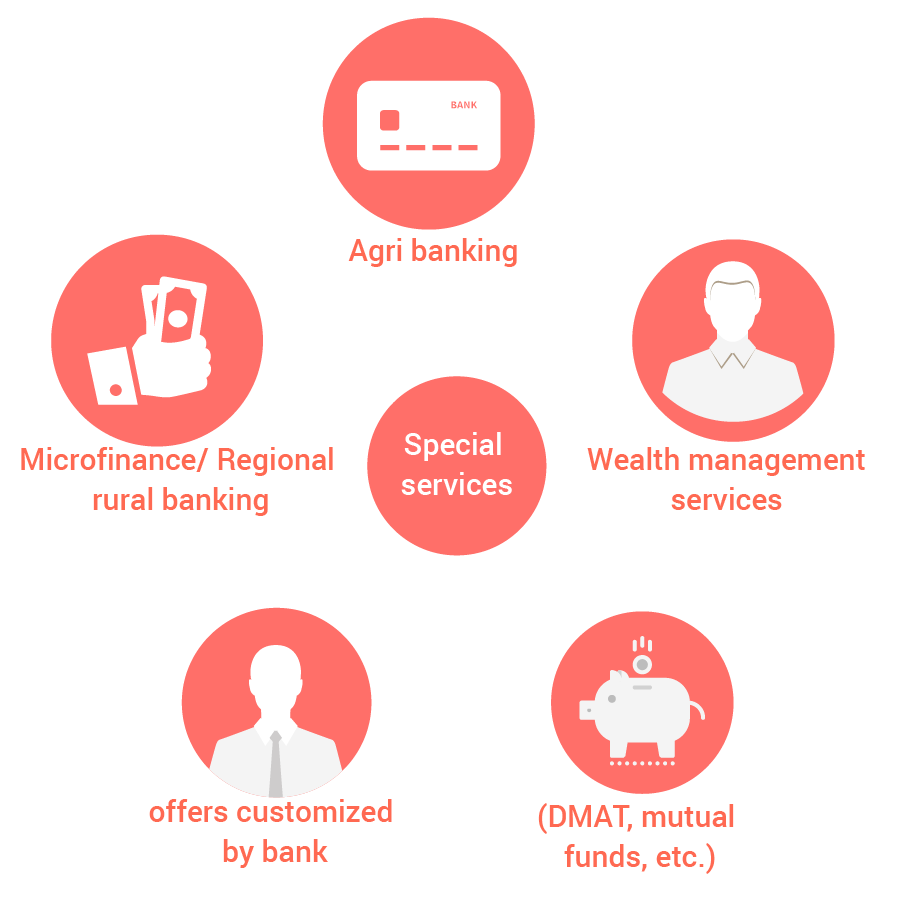 BANK
Agri banking
Microfinance/ Regional
rural banking
Special
services
Wealth management
services
offers customized
by bank
(DMAT, mutual
funds, etc.)